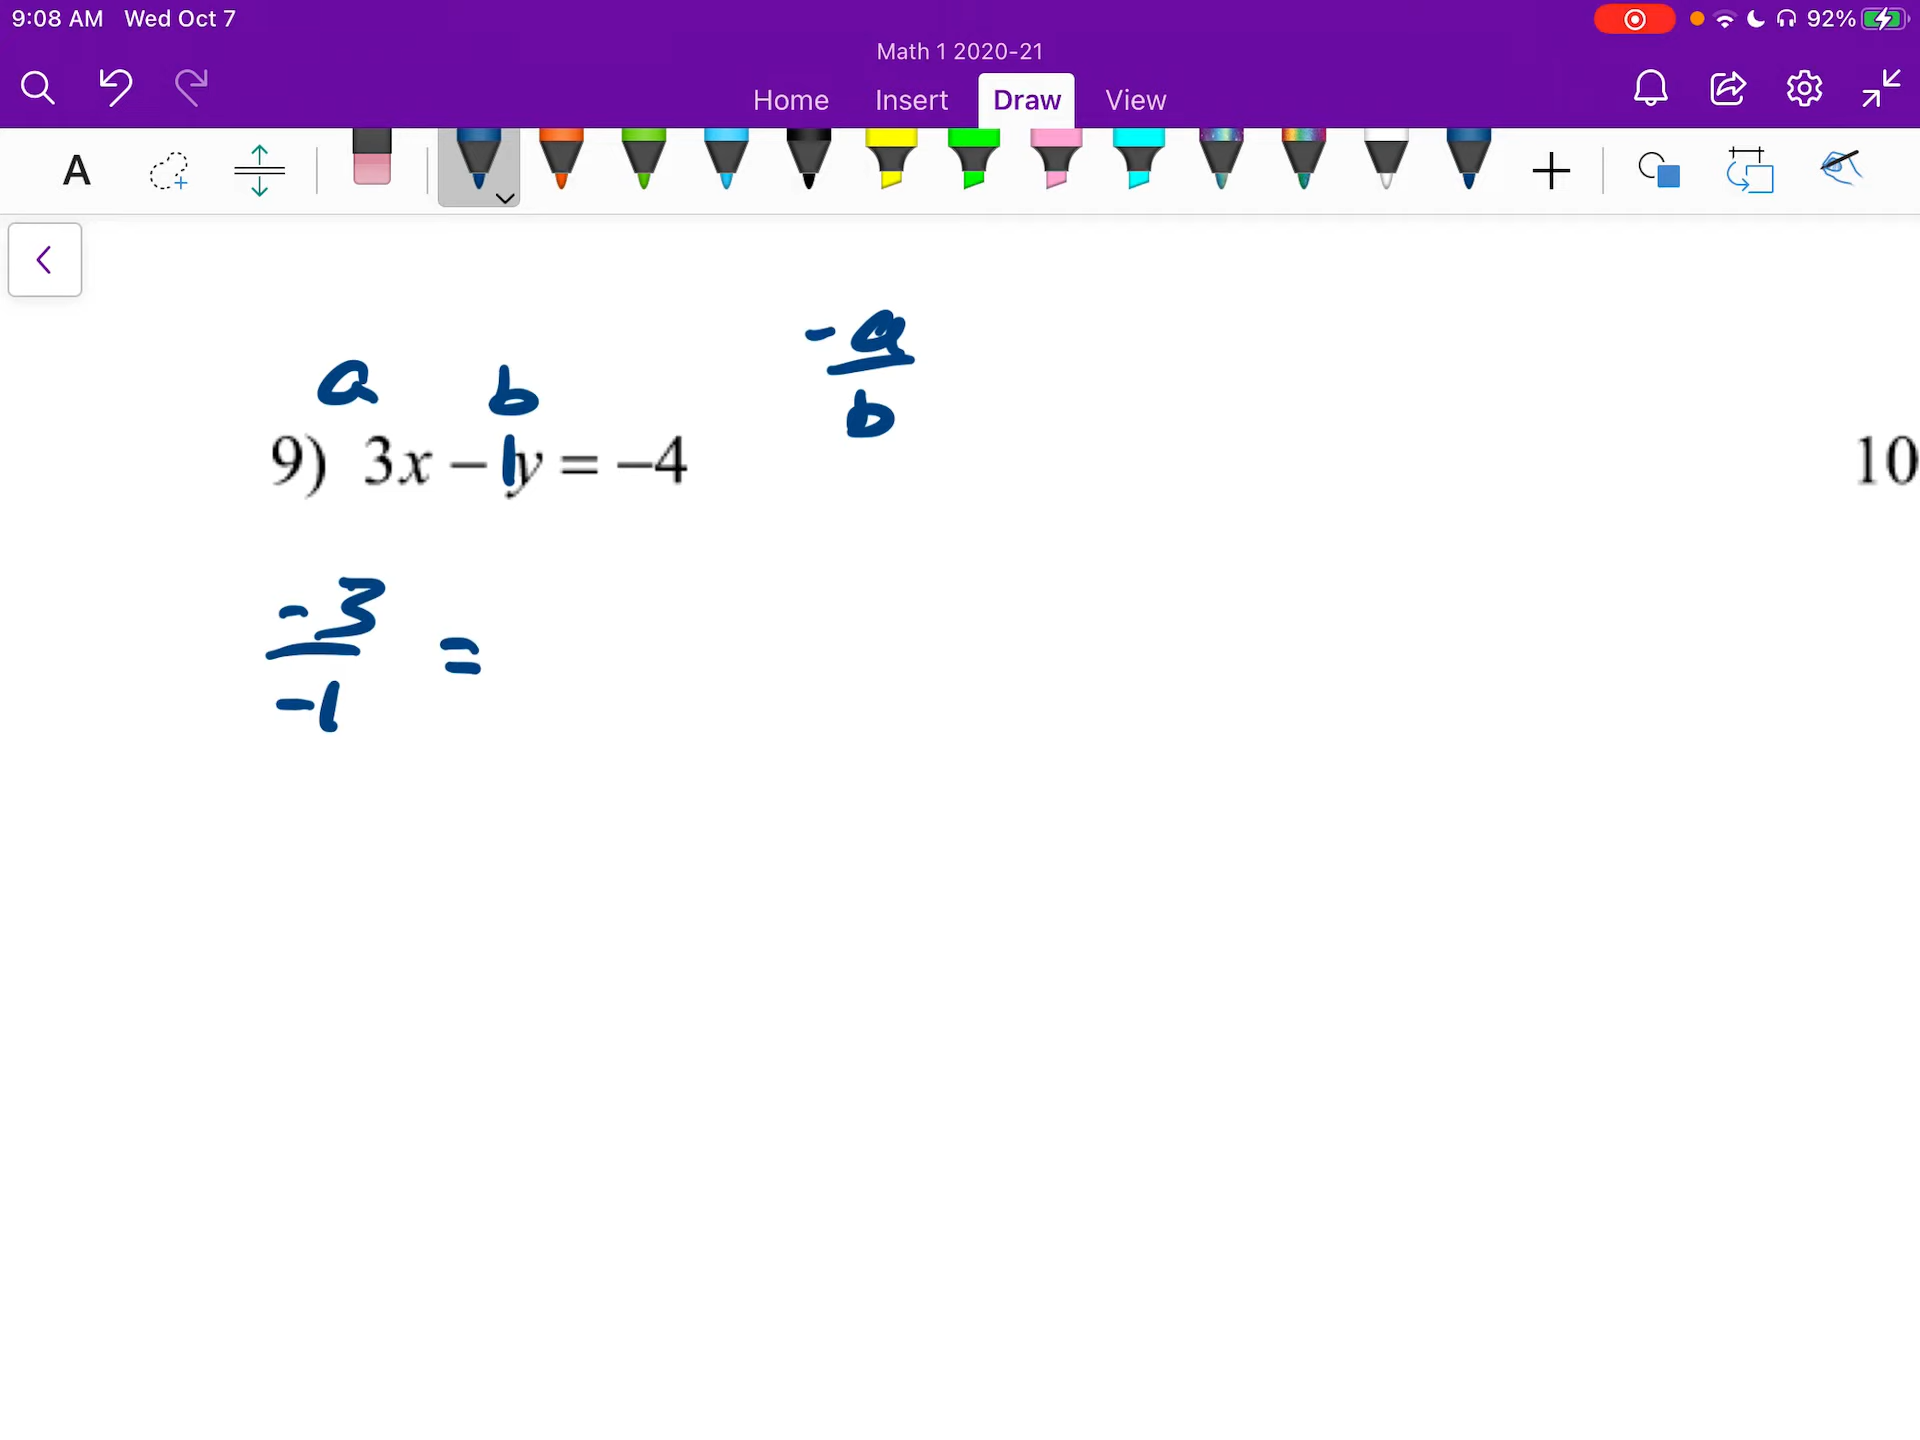 9:08 AM Wed Oct 7
92%
Math 1 2020-21
Home Insert Draw View
A
-a
a b
b
9) 3x – 1y = –4
10
-3
=
-1